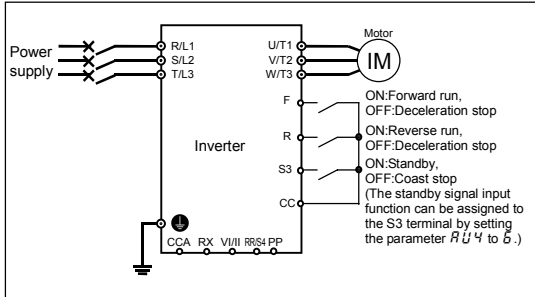 Power
supply
R/L1
S/L2
T/L3
U/T1
V/T2
W/T3
Motor
IM
Inverter
F
ON:Forward run,
OFF:Deceleration stop
R
ON:Reverse run,
OFF:Deceleration stop
S3
ON:Standby,
OFF:Coast stop
(The standby signal input
function can be assigned to
the S3 terminal by setting
the parameter AU4 to 6.)
CC
CCA RX VI/II RR/S4 PP